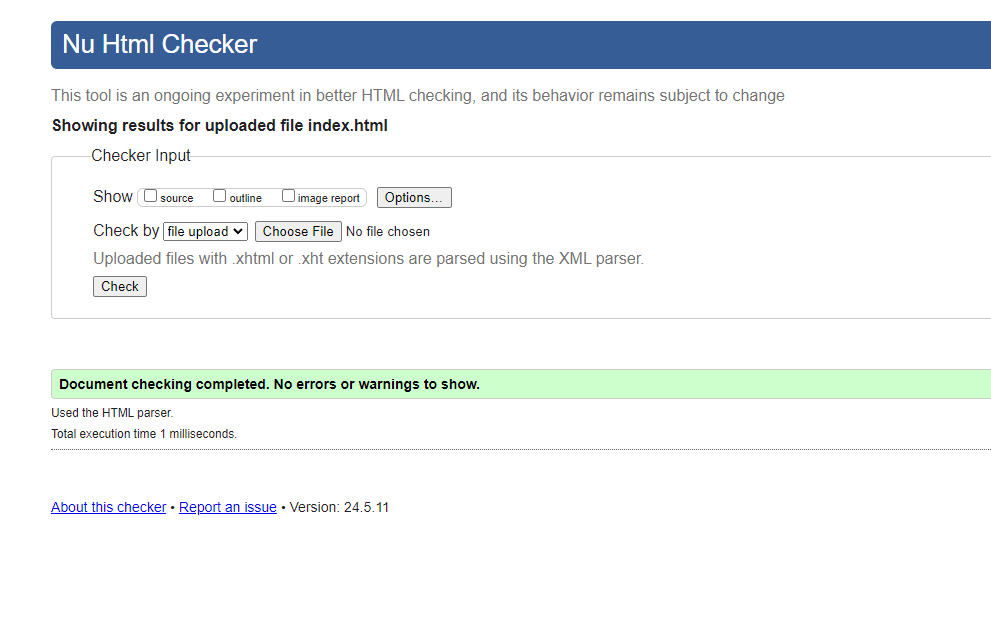 Nu Html Checker
This tool is an ongoing experiment in better HTML checking, and its behavior remains subject to change
Showing results for uploaded file index.html
Checker Input
Show source outline image report Options...
Check by file upload Choose File No file chosen
Uploaded files with .xhtml or .xht extensions are parsed using the XML parser.
Check
Document checking completed. No errors or warnings to show.
Used the HTML parser.
Total execution time 1 milliseconds.
About this checker • Report an issue • Version: 24.5.11